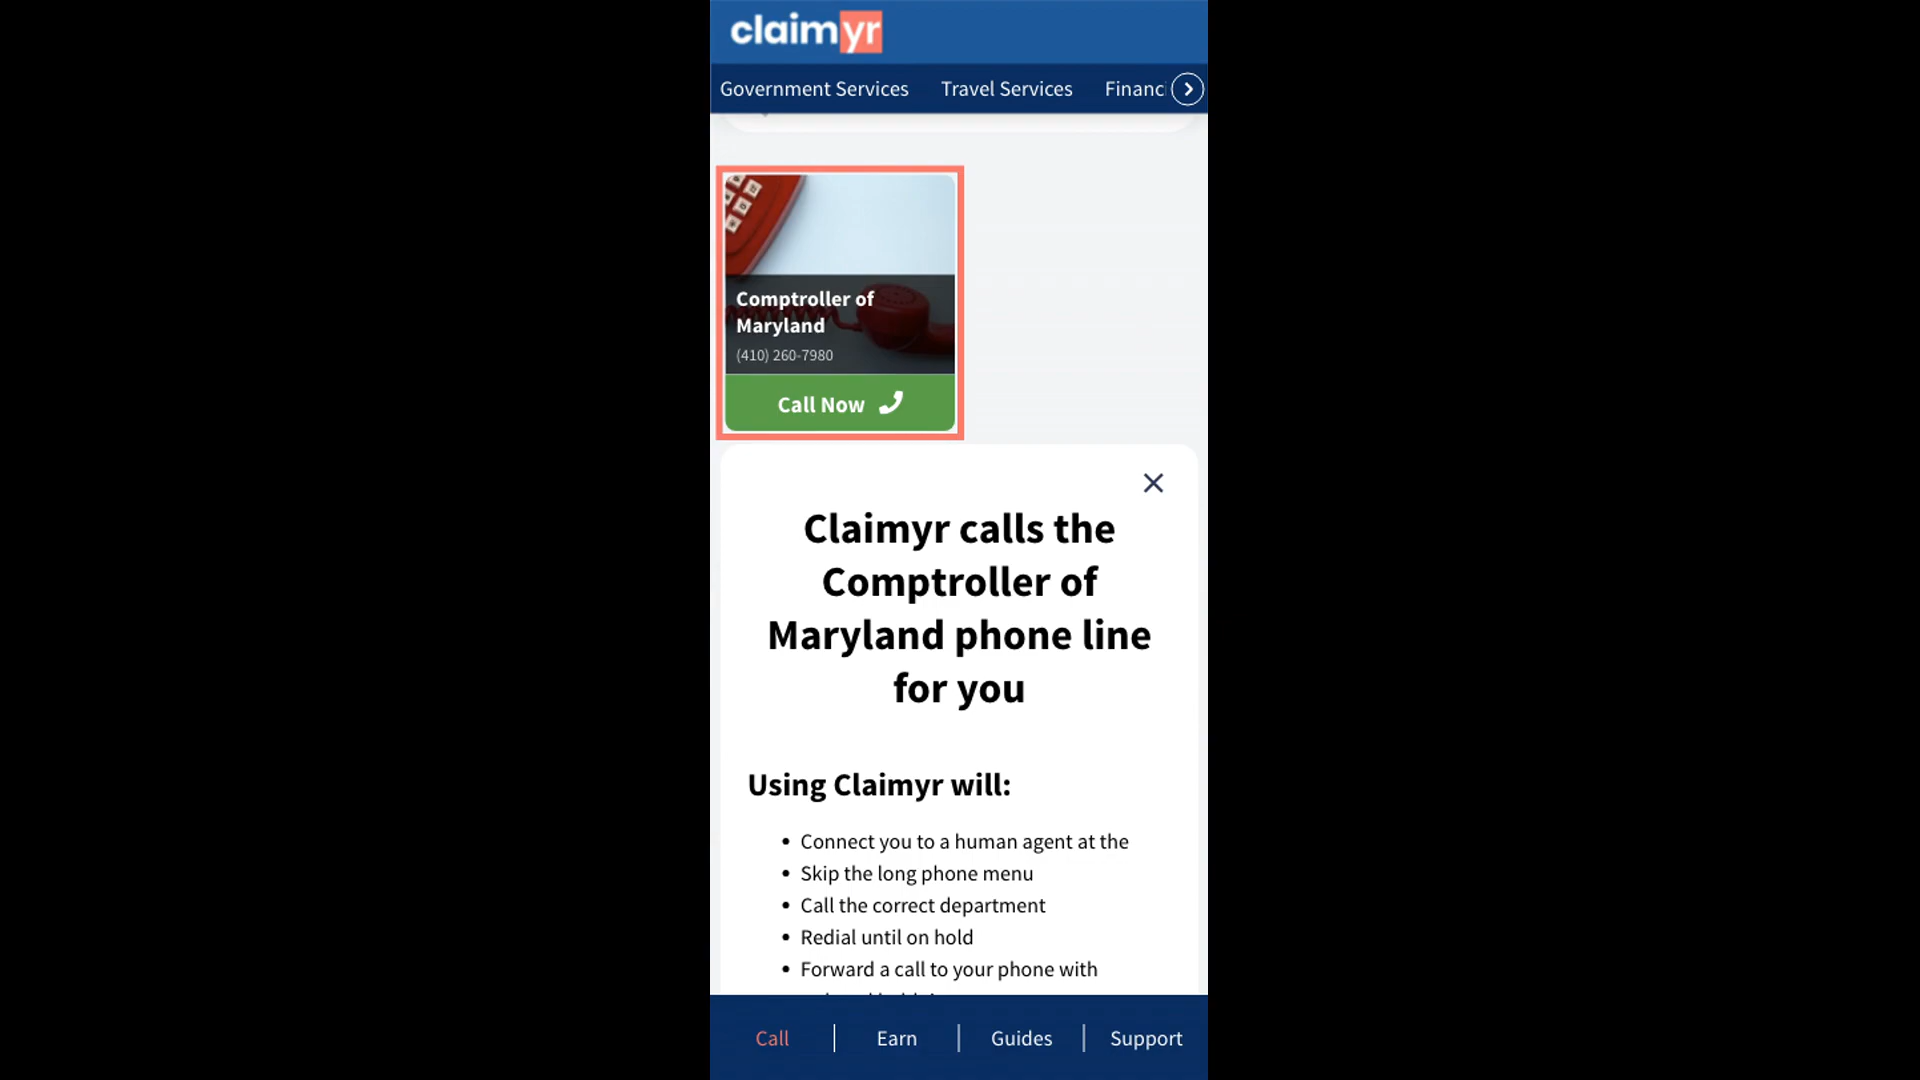 claimyr
Government Services Travel Services Financ
Comptroller of
Maryland
(410) 260-7980
Call Now
Claimyr calls the
Comptroller of
Maryland phone line
for you
Using Claimyr will:
• Connect you to a human agent at the
• Skip the long phone menu
• Call the correct department
• Redial until on hold
• Forward a call to your phone with
Call | Earn | Guides | Support